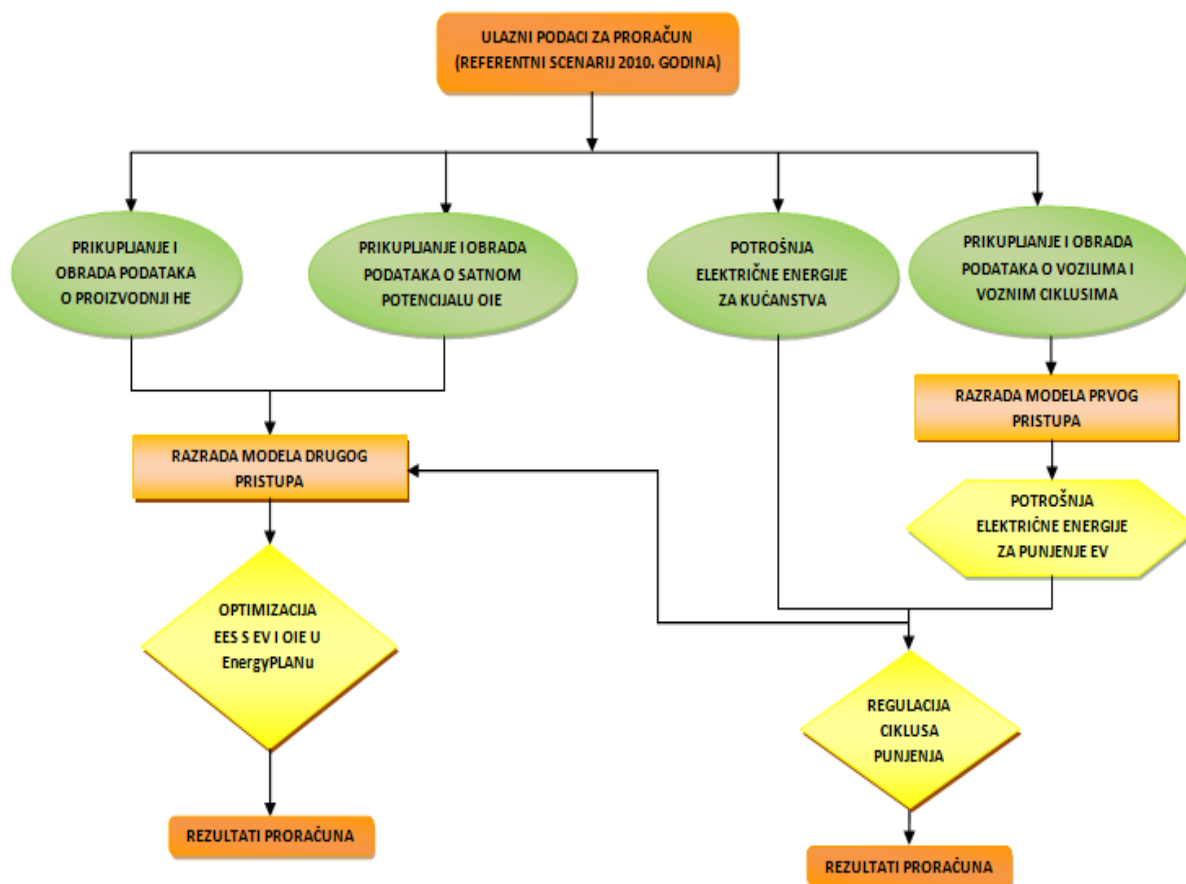 ULAZNI PODACI ZA PRORAČUN
(REFERENTNI SCENARIJ 2010. GODINA)
PRIKUPLJANJE I
OBRADA PODATAKA
O PROIZVODNJI HE
PRIKUPLJANJE I OBRADA
PODATAKA O SATNOM
POTENCIJALU OIE
POTROŠNJA
ELEKTRIČNE ENERGIJE
ZA KUĆANSTVA
PRIKUPLJANJE I OBRADA
PODATAKA O VOZILIMA I
VOZNIM CIKLUSIMA
RAZRADA MODELA PRVOG
PRISTUPA
RAZRADA MODELA DRUGOG
PRISTUPA
POTROŠNJA
ELEKTRIČNE ENERGIJE
ZA PUNJENJE EV
OPTIMIZACIJA
EES S EV I OIE U
EnergyPLANu
REGULACIJA
CIKLUSA
PUNJENJA
REZULTATI PRORAČUNA
REZULTATI PRORAČUNA